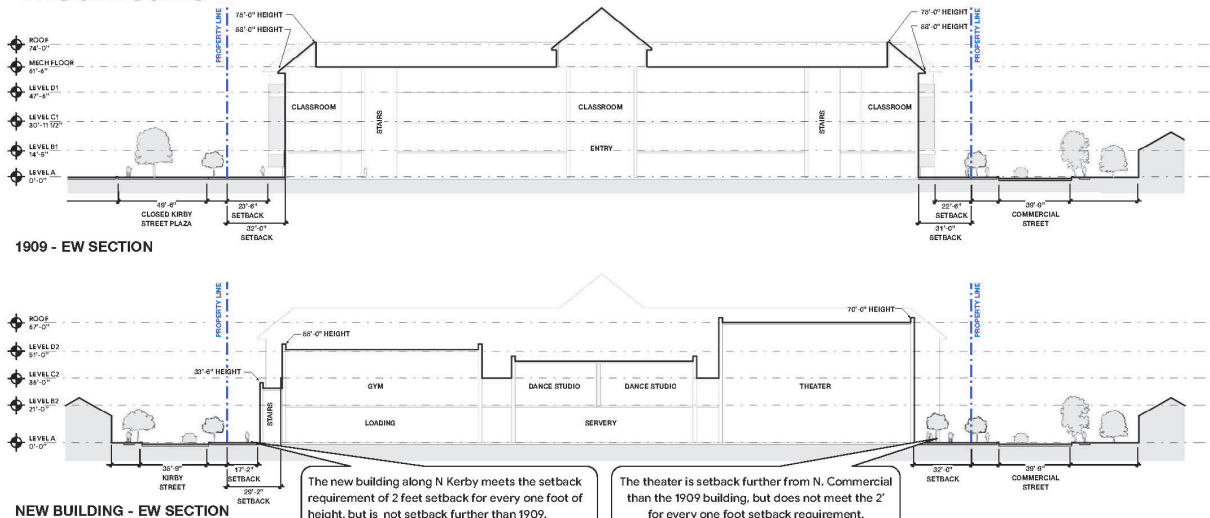 75'-0" HEIGHT
58'-0" HEIGHT
PROPERTY LINE
ROOF
74'-0"
MECH FLOOR
61'-6"
LEVEL D1
47'-6"
LEVEL C1
30'-11 1/2"
LEVEL B1
14'-5"
LEVEL A
0'-0"
CLASSROOM
STAIRS
CLASSROOM
ENTRY
STAIRS
CLASSROOM
75'-0" HEIGHT
58'-0" HEIGHT
PROPERTY LINE
49'-6"
CLOSED KIRBY
STREET PLAZA
23'-6"
SETBACK
32'-0"
SETBACK
22'-6"
SETBACK
31'-0"
SETBACK
39'-9"
COMMERCIAL
STREET
1909 - EW SECTION
PROPERTY LINE
ROOF
67'-0"
LEVEL D2
51'-0"
LEVEL C2
36'-0"
LEVEL B2
21'-0"
LEVEL A
0'-0"
55'-0" HEIGHT
33'-6" HEIGHT
70'-0" HEIGHT
PROPERTY LINE
STAIRS
GYM
LOADING
DANCE STUDIO
DANCE STUDIO
SERVERY
THEATER
35'-9"
KIRBY
STREET
17'-2"
SETBACK
29'-2"
SETBACK
32'-0"
SETBACK
39'-9"
COMMERCIAL
STREET
NEW BUILDING - EW SECTION
The new building along N Kerby meets the setback
requirement of 2 feet setback for every one foot of
height, but is not setback further than 1909.
The theater is setback further from N. Commercial
than the 1909 building, but does not meet the 2'
for every one foot setback requirement.